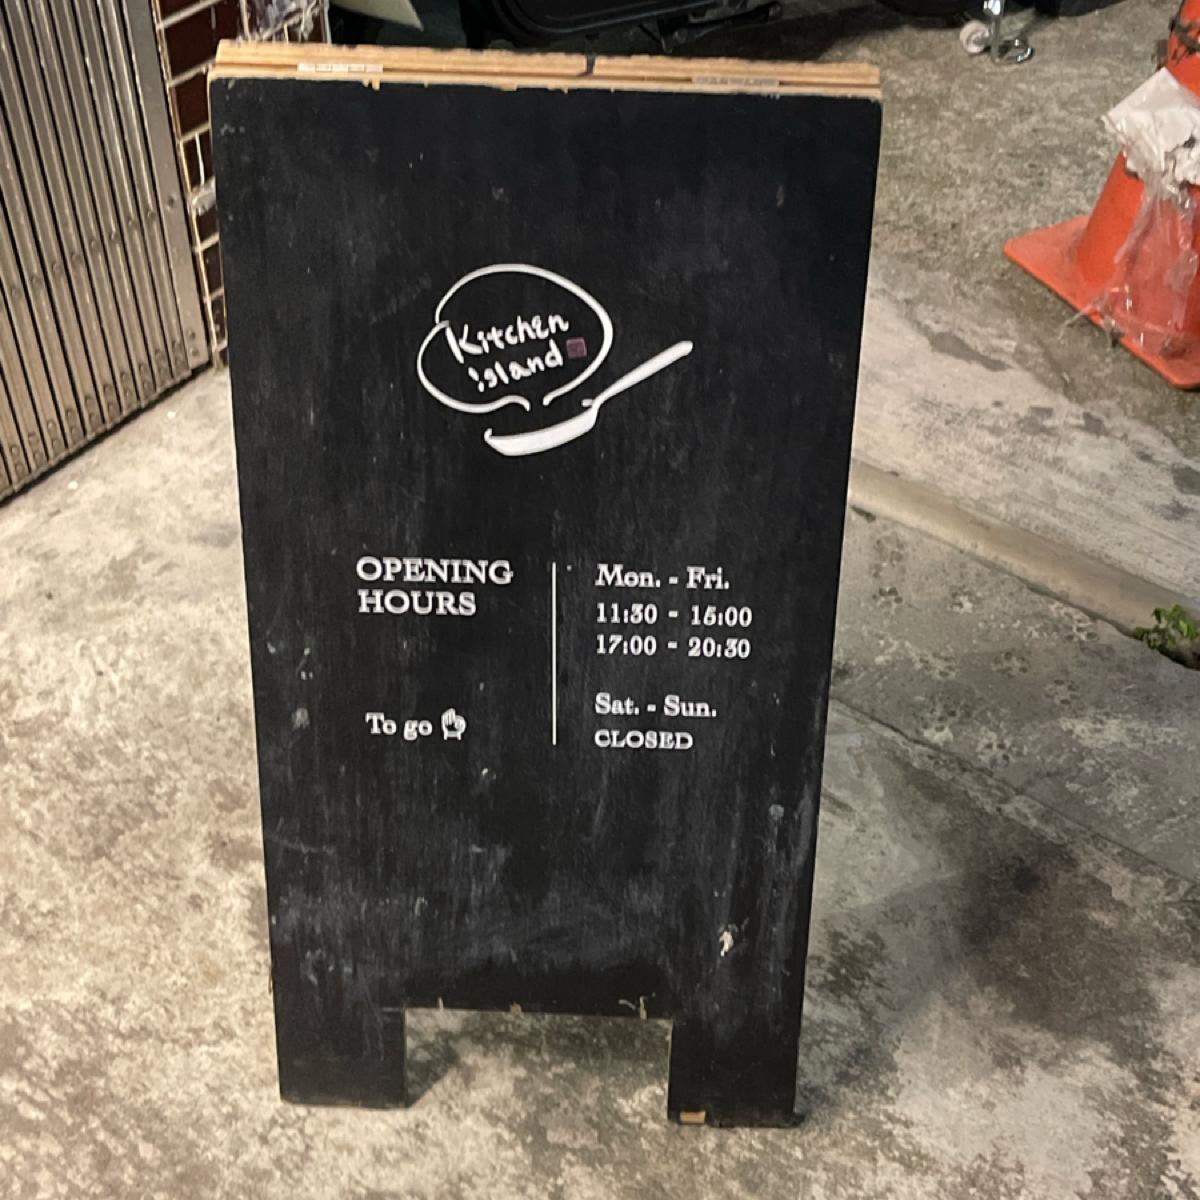 Kitchen
island
OPENING
HOURS
To go
Mon. - Fri.
11:30 - 15:00
17:00 - 20:30
Sat. - Sun.
CLOSED